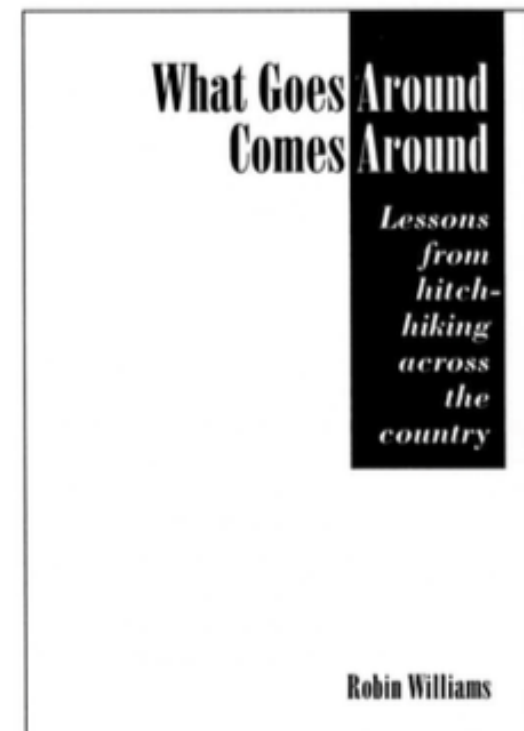 What Goes Around
Comes Around
Lessons
from
hitch-
hiking
across
the
country
Robin Williams